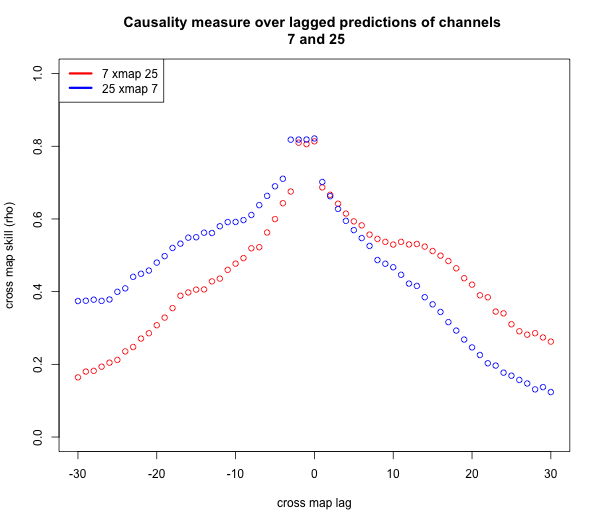 Causality measure over lagged predictions of channels
7 and 25
7 xmap 25
25 xmap 7
cross map skill (rho)
1.0
0.8
0.6
0.4
0.2
0.0
-30 -20 -10 0 10 20 30
cross map lag